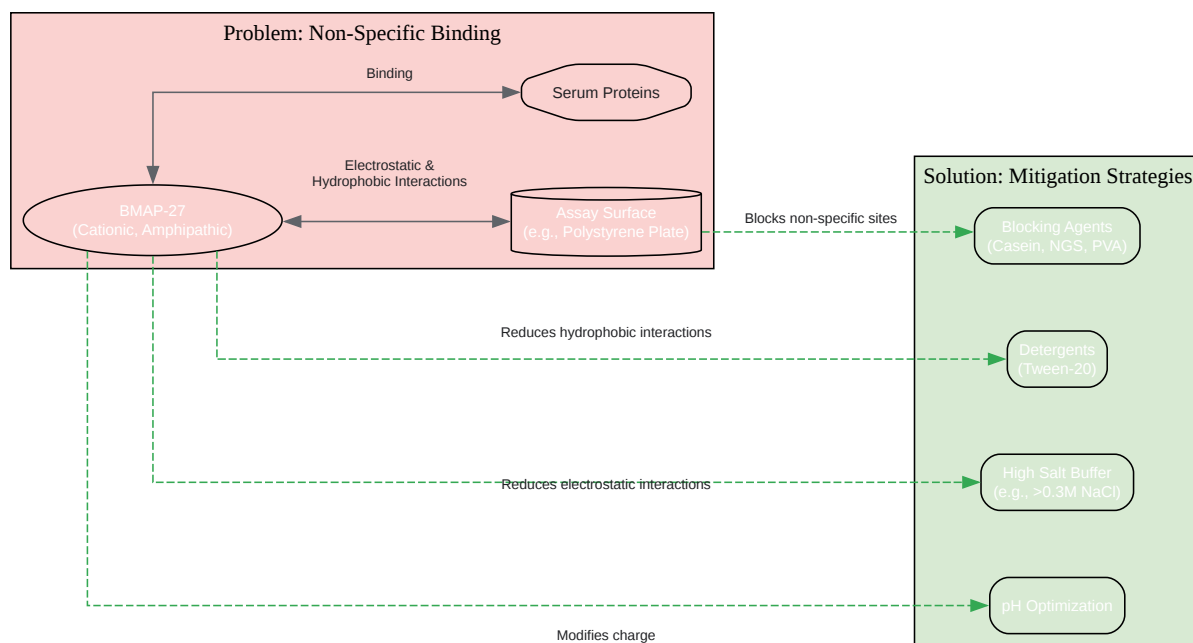 Problem: Non-Specific Binding
Binding
Serum Proteins
Electrostatic &
Hydrophobic Interactions
BMAP-27
(Cationic, Amphipathic)
Assay Surface
(e.g., Polystyrene Plate)
Blocks non-specific sites
Solution: Mitigation Strategies
Blocking Agents
(Casein, NGS, PVA)
Reduces hydrophobic interactions
Detergents
(Tween-20)
Reduces electrostatic interactions
High Salt Buffer
(e.g., >0.3M NaCl)
Modifies charge
pH Optimization